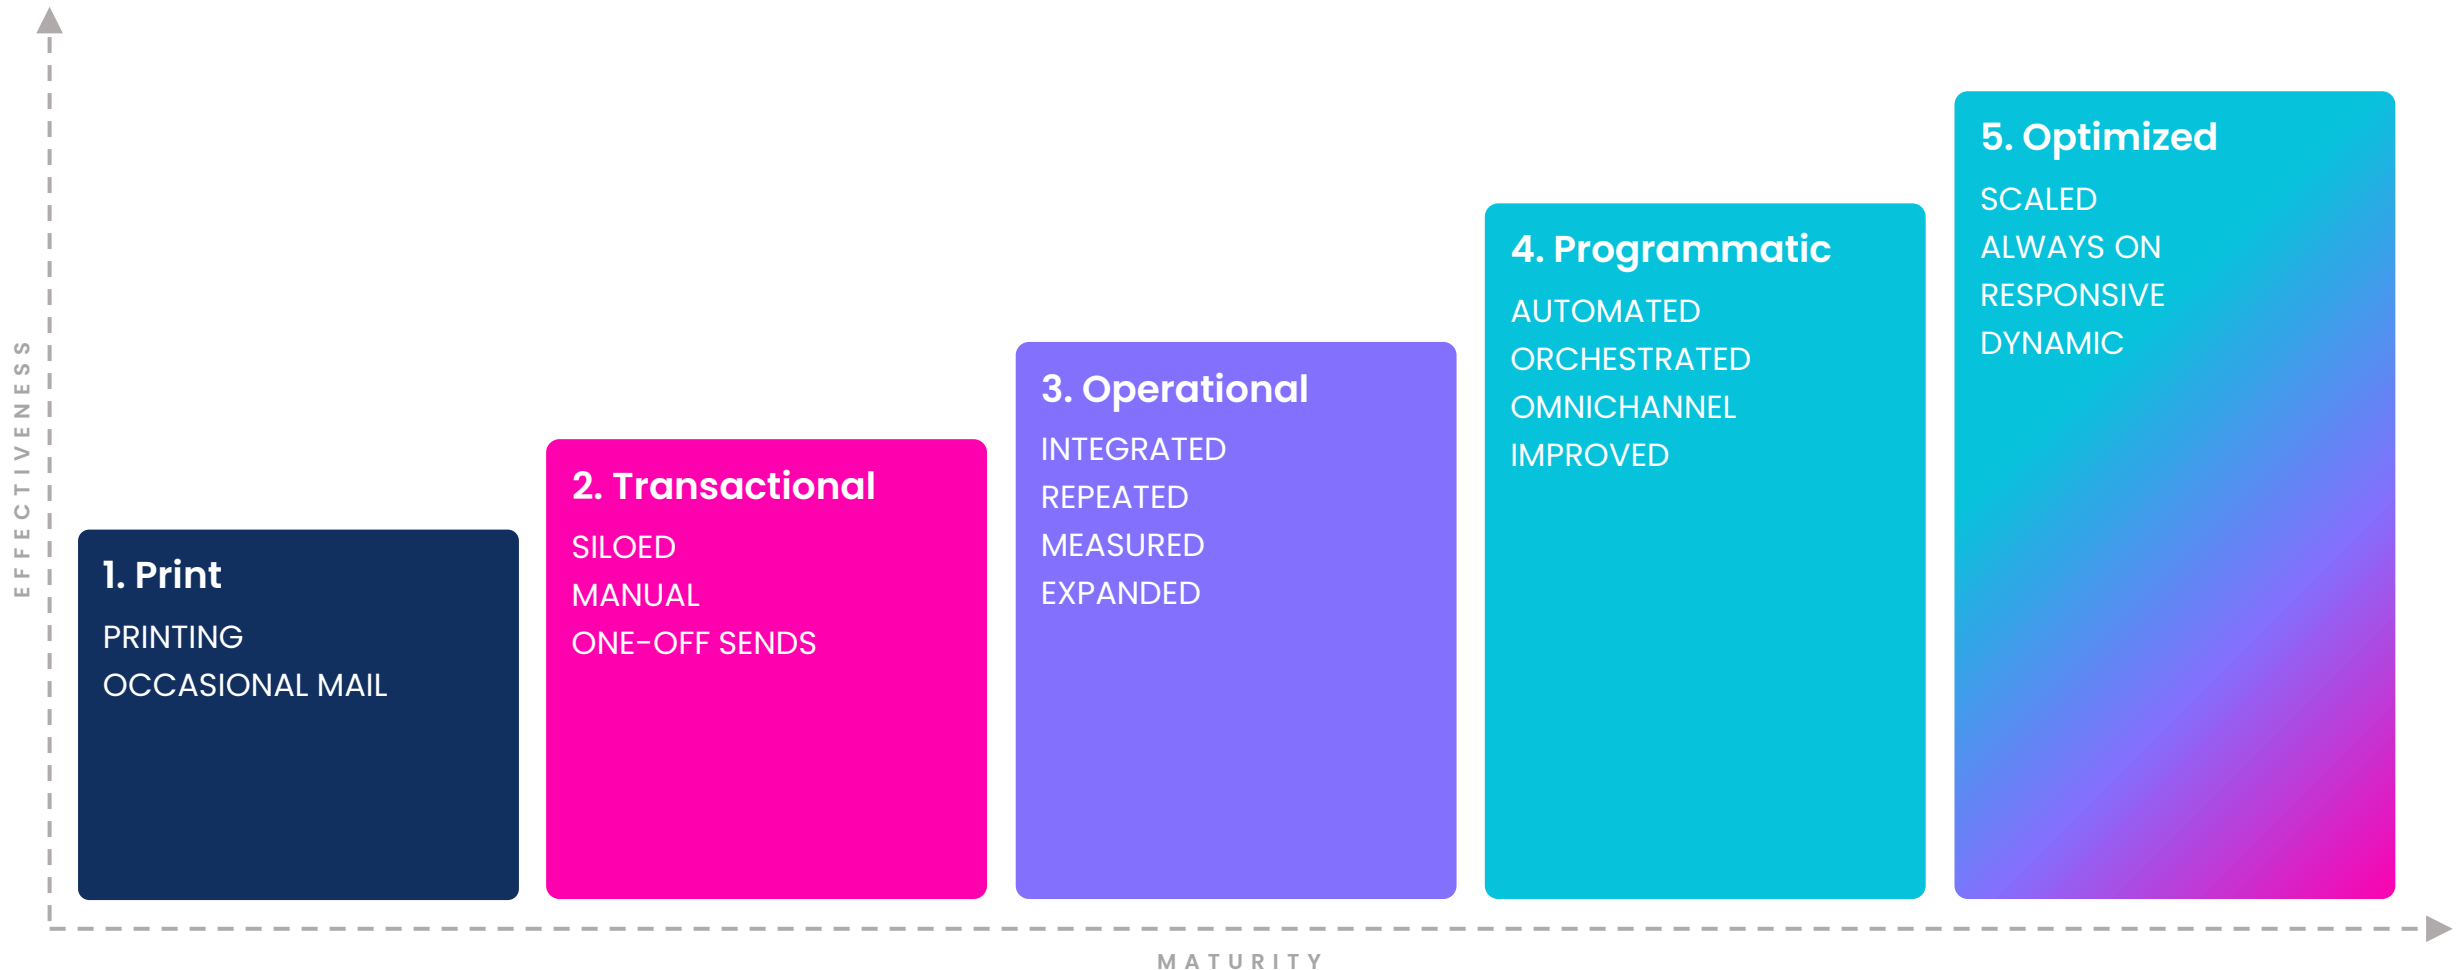 EFFECTIVENESS
1. Print
PRINTING
OCCASIONAL MAIL
2. Transactional
SILOED
MANUAL
ONE-OFF SENDS
3. Operational
INTEGRATED
REPEATED
MEASURED
EXPANDED
4. Programmatic
AUTOMATED
ORCHESTRATED
OMNICHANNEL
IMPROVED
5. Optimized
SCALED
ALWAYS ON
RESPONSIVE
DYNAMIC
MATURITY